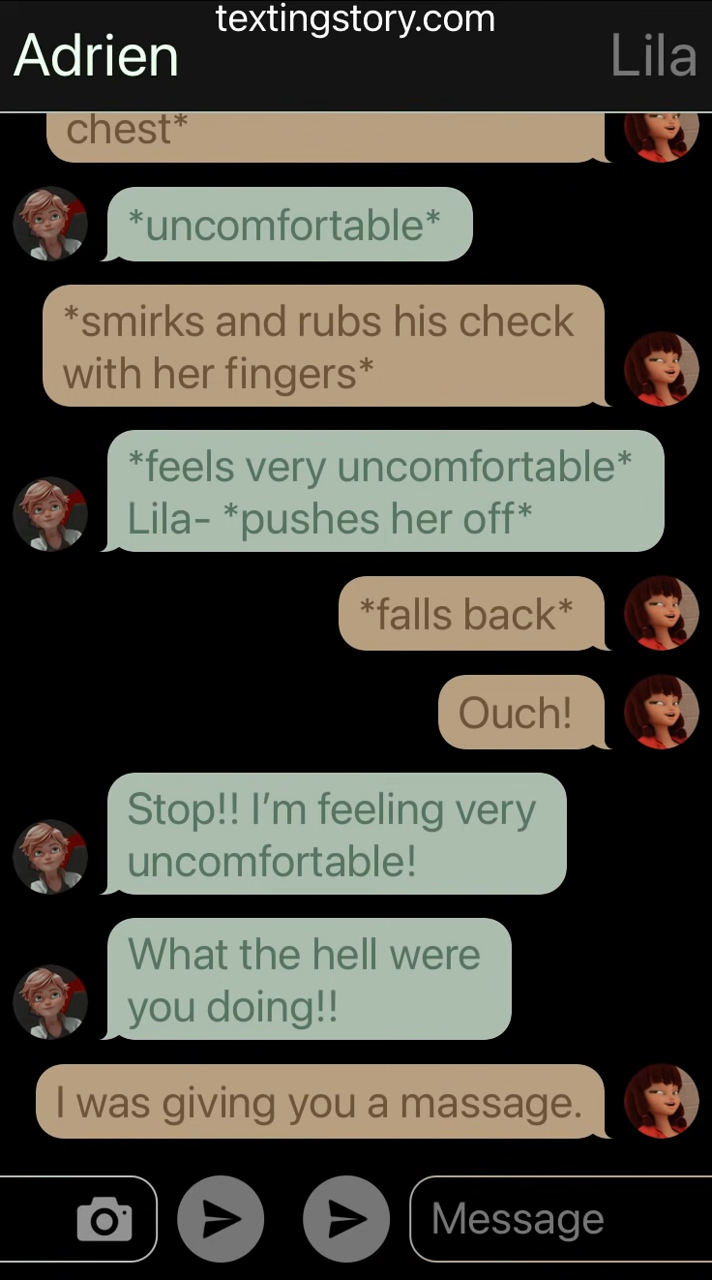 textingstory.com
Adrien
Lila
chest*
*uncomfortable*
*smirks and rubs his check
with her fingers*
*feels very uncomfortable*
Lila- *pushes her off*
*falls back*
Ouch!
Stop!! I’m feeling very
uncomfortable!
What the hell were
you doing!!
I was giving you a massage.
Message